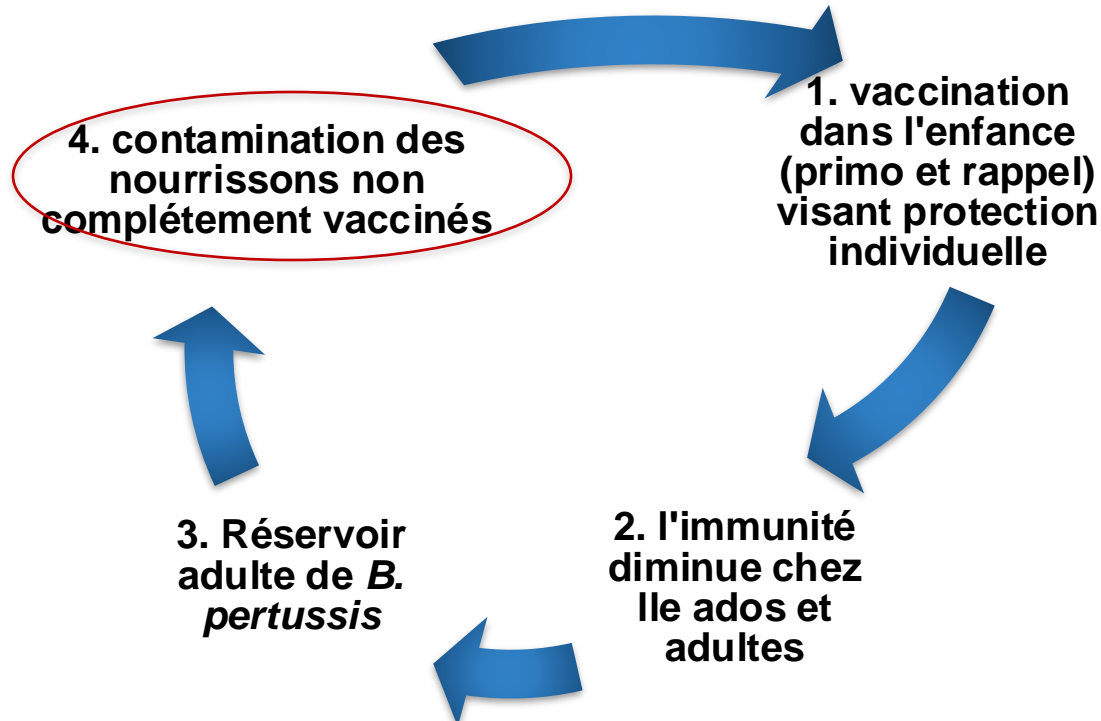 1. vaccination
dans l'enfance
(primo et rappel)
visant protection
individuelle
2. l'immunité
diminue chez
lle ados et
adultes
3. Réservoir
adulte de B.
pertussis
4. contamination des
nourrissons non
complétement vaccinés